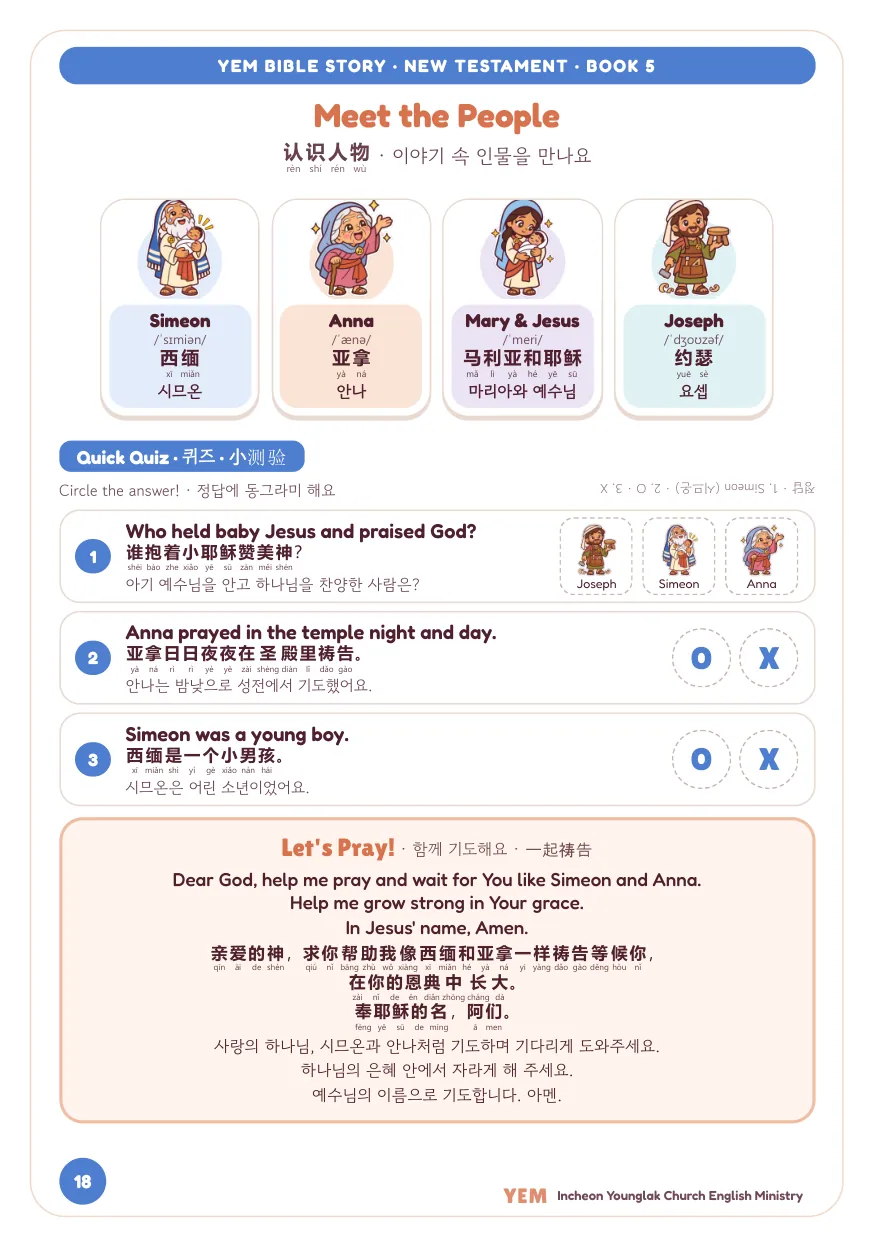 YEM BIBLE STORY · NEW TESTAMENT · BOOK 5
Meet the People
认识人物 · 이야기 속 인물을 만나요
rèn shi rén wù
Simeon
/ˈsɪmiən/
西缅
xī miǎn
시므온
Anna
/ˈænə/
亚拿
yà ná
안나
Mary & Jesus
/ˈmeri/
马利亚和耶稣
mǎ lì yà hé yē sū
마리아와 예수님
Joseph
/ˈdʒoʊzəf/
约瑟
yuē sè
요셉
Quick Quiz · 퀴즈 · 小测验
Circle the answer! · 정답에 동그라미 해요
정답 · 1. Simeon (시므온) · 2. O · 3. X
1
Who held baby Jesus and praised God?
谁抱着小耶稣赞美神?
shéi bào zhe xiǎo yē sū zàn měi shén
아기 예수님을 안고 하나님을 찬양한 사람은?
Joseph
Simeon
Anna
2
Anna prayed in the temple night and day.
亚拿日日夜夜在圣殿里祷告。
yà ná rì rì yè yè zài shèng diàn lǐ dǎo gào
안나는 밤낮으로 성전에서 기도했어요.
O X
3
Simeon was a young boy.
西缅是一个小男孩。
xī miǎn shì yí gè xiǎo nán hái
시므온은 어린 소년이었어요.
O X
Let's Pray! · 함께 기도해요 · 一起祷告
Dear God, help me pray and wait for You like Simeon and Anna.
Help me grow strong in Your grace.
In Jesus' name, Amen.
亲爱的神，求你帮助我像西缅和亚拿一样祷告等候你，
qīn ài de shén qiú nǐ bāng zhù wǒ xiàng xī miǎn hé yà ná yí yàng dǎo gào děng hòu nǐ
在你的恩典中长大。
zài nǐ de ēn diǎn zhōng zhǎng dà
奉耶稣的名，阿们。
fèng yē sū de míng ā men
사랑의 하나님, 시므온과 안나처럼 기도하며 기다리게 도와주세요.
하나님의 은혜 안에서 자라게 해 주세요.
예수님의 이름으로 기도합니다. 아멘.
18
YEM Incheon Younglak Church English Ministry